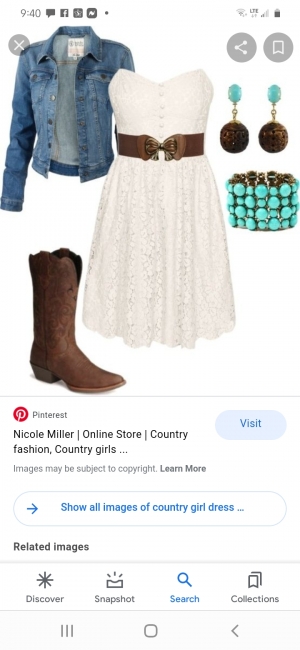 9:40
LTE
Pinterest
Visit
Nicole Miller | Online Store | Country
fashion, Country girls ...
Images may be subject to copyright. Learn More
Show all images of country girl dress ...
Related images
Discover
Snapshot
Search
Collections